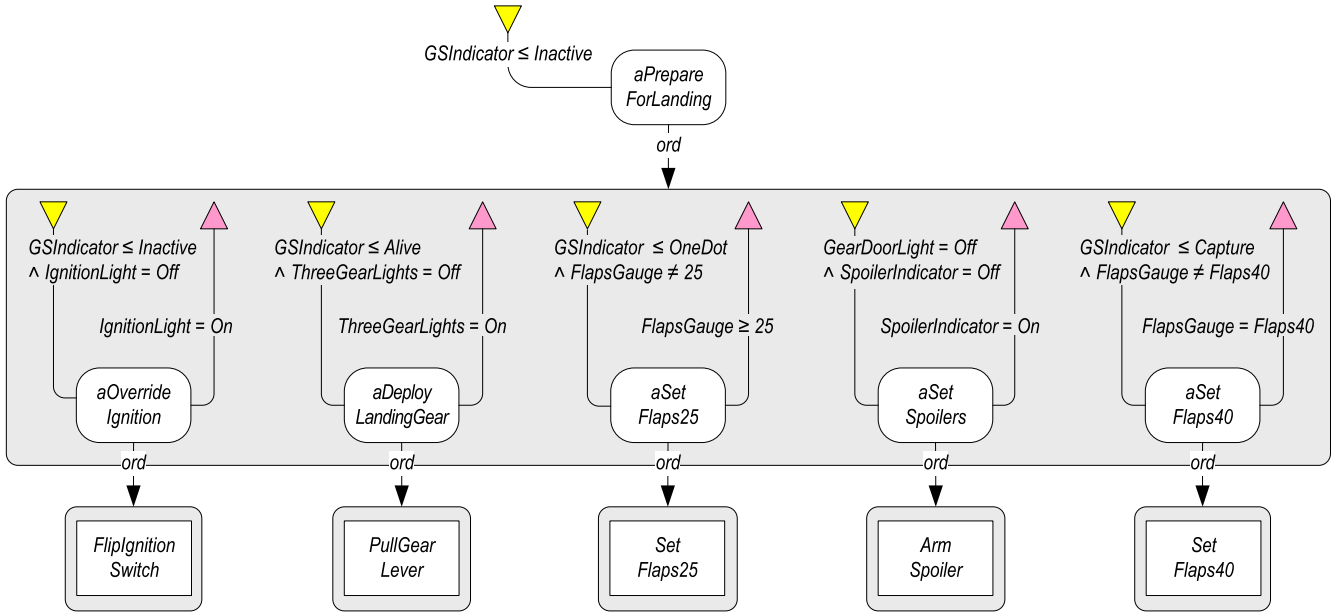 GSIndicator ≤ Inactive
aPrepare
ForLanding
ord
GSIndicator ≤ Inactive
∧ IgnitionLight = Off
IgnitionLight = On
aOverride
Ignition
ord
FlipIgnition
Switch
GSIndicator ≤ Alive
∧ ThreeGearLights = Off
ThreeGearLights = On
aDeploy
LandingGear
ord
PullGear
Lever
GSIndicator ≤ OneDot
∧ FlapsGauge ≠ 25
FlapsGauge ≥ 25
aSet
Flaps25
ord
Set
Flaps25
GearDoorLight = Off
∧ SpoilerIndicator = Off
SpoilerIndicator = On
aSet
Spoilers
ord
Arm
Spoiler
GSIndicator ≤ Capture
∧ FlapsGauge ≠ Flaps40
FlapsGauge = Flaps40
aSet
Flaps40
ord
Set
Flaps40